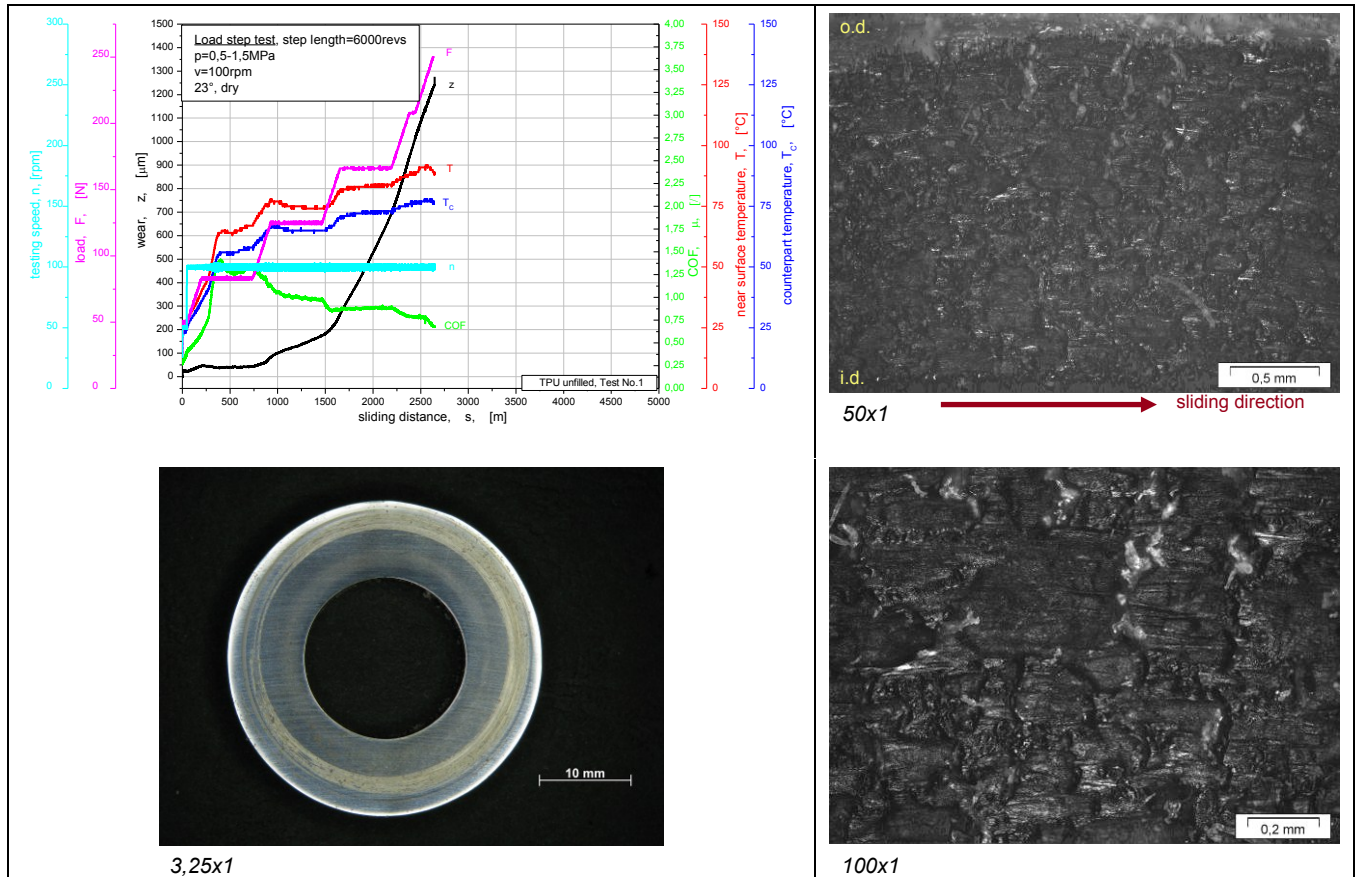 Load step test, step length=6000revs
p=0,5-1,5MPa
v=100rpm
23°, dry
testing speed, n, [rpm]
300
250
200
150
100
50
0
load, F, [N]
250
200
150
100
50
0
wear, z, [µm]
1500
1400
1300
1200
1100
1000
900
800
700
600
500
400
300
200
100
0
F
z
T
Tc
n
COF
TPU unfilled, Test No.1
0 500 1000 1500 2000 2500 3000 3500 4000 4500 5000
sliding distance, s, [m]
COF, µ, [/]
4,00
3,75
3,50
3,25
3,00
2,75
2,50
2,25
2,00
1,75
1,50
1,25
1,00
0,75
0,50
0,25
0,00
near surface temperature, T, [°C]
150
125
100
75
50
25
0
counterpart temperature, Tc, [°C]
150
125
100
75
50
25
0
o.d.
i.d.
0,5 mm
50x1
sliding direction
10 mm
3,25x1
0,2 mm
100x1